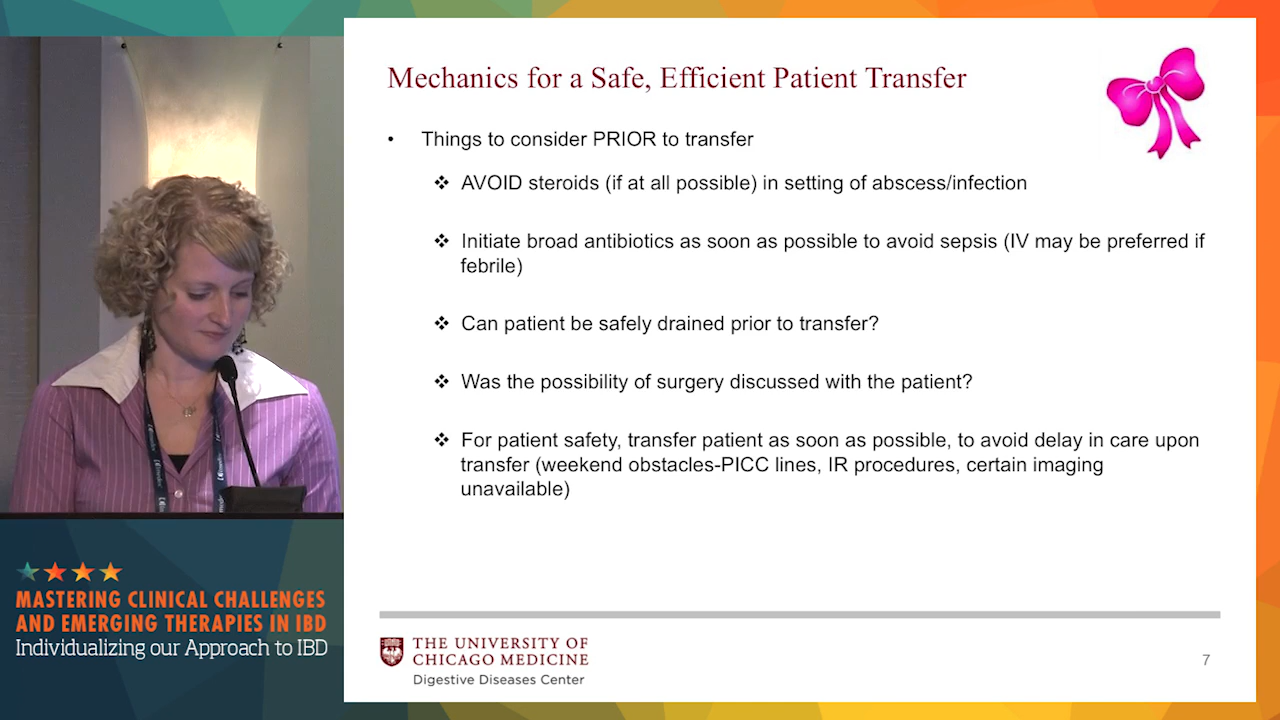 Mechanics for a Safe, Efficient Patient Transfer
• Things to consider PRIOR to transfer
❖ AVOID steroids (if at all possible) in setting of abscess/infection
❖ Initiate broad antibiotics as soon as possible to avoid sepsis (IV may be preferred if
febrile)
❖ Can patient be safely drained prior to transfer?
❖ Was the possibility of surgery discussed with the patient?
❖ For patient safety, transfer patient as soon as possible, to avoid delay in care upon
transfer (weekend obstacles-PICC lines, IR procedures, certain imaging
unavailable)
MASTERING CLINICAL CHALLENGES
AND EMERGING THERAPIES IN IBD
Individualizing our Approach to IBD
THE UNIVERSITY OF
CHICAGO MEDICINE
Digestive Diseases Center
7